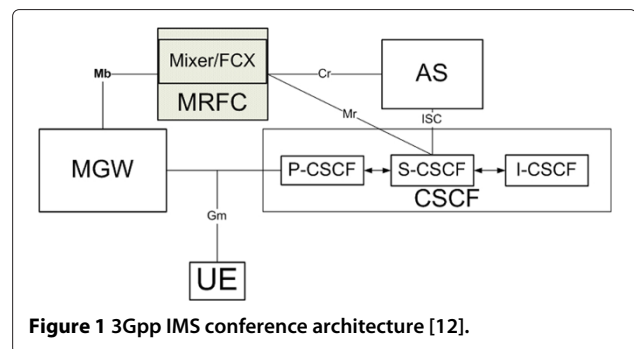 Mixer/FCX
MRFC
Mb
Cr
AS
Mr
ISC
MGW
P-CSCF
S-CSCF
I-CSCF
CSCF
Gm
UE
Figure 1 3Gpp IMS conference architecture [12].